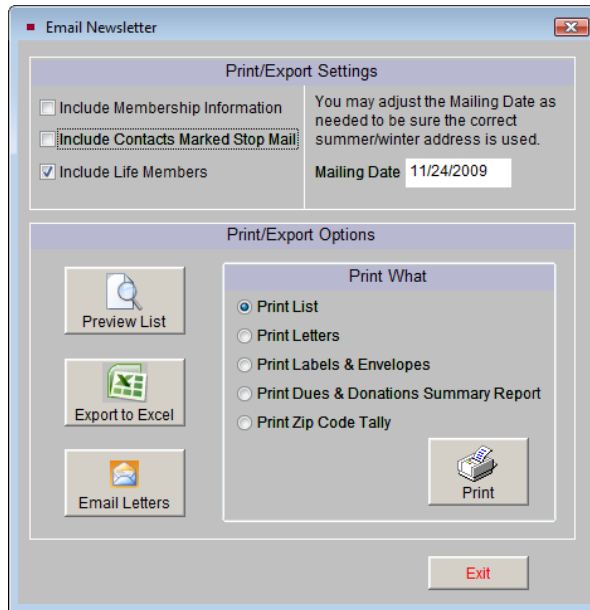 Email Newsletter
Print/Export Settings
Include Membership Information
Include Contacts Marked Stop Mail
Include Life Members
You may adjust the Mailing Date as
needed to be sure the correct
summer/winter address is used.
Mailing Date 11/24/2009
Print/Export Options
Preview List
Export to Excel
Email Letters
Print What
Print List
Print Letters
Print Labels & Envelopes
Print Dues & Donations Summary Report
Print Zip Code Tally
Print
Exit